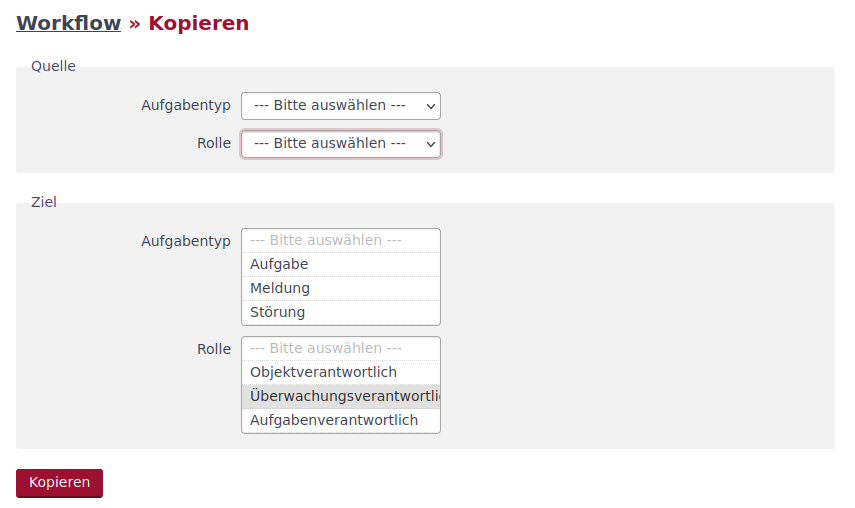 Workflow » Kopieren
Quelle
Aufgabentyp --- Bitte auswählen ---
Rolle --- Bitte auswählen ---
Ziel
Aufgabentyp --- Bitte auswählen ---
Aufgabe
Meldung
Störung
Rolle --- Bitte auswählen ---
Objektverantwortlich
Überwachungsverantwortli
Aufgabenverantwortlich
Kopieren